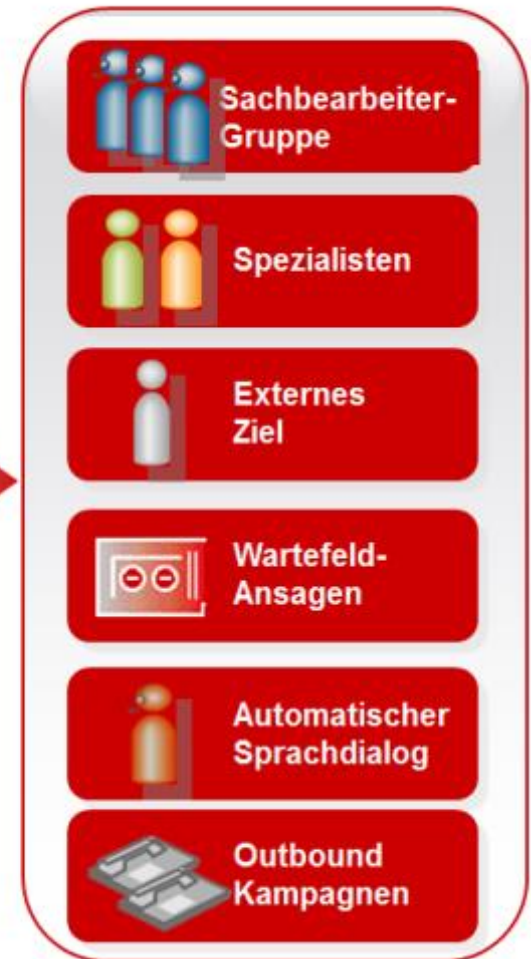 Sachbearbeiter-
Gruppe
Spezialisten
Externes
Ziel
Wartefeld-
Ansagen
Automatischer
Sprachdialog
Outbound
Kampagnen